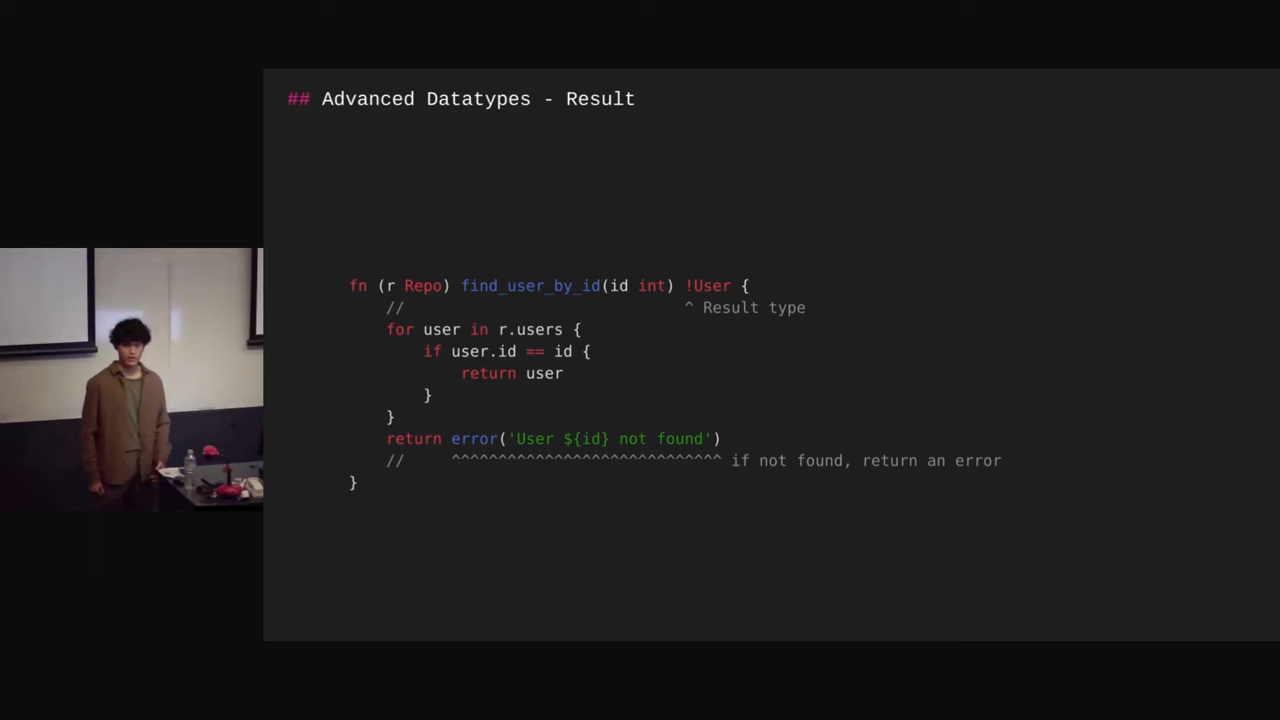 ## Advanced Datatypes - Result
fn (r Repo) find_user_by_id(id int) !User {
    //                              ^ Result type
    for user in r.users {
        if user.id == id {
            return user
        }
    }
    return error('User ${id} not found')
    //     ^^^^^^^^^^^^^^^^^^^^^^^^^^^^^ if not found, return an error
}